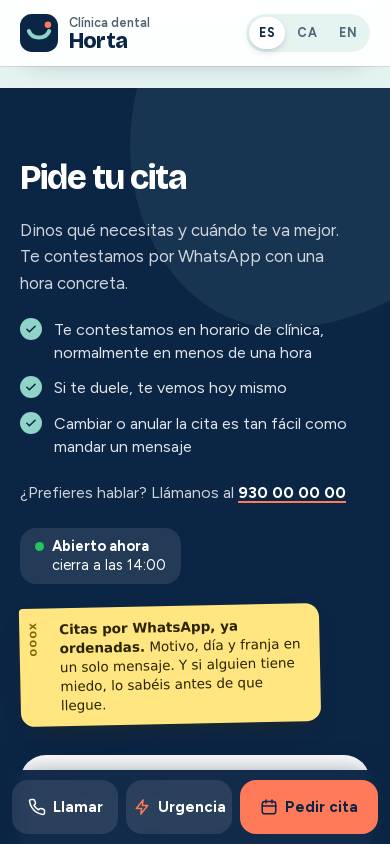 Clínica dental
Horta
ES CA EN
Pide tu cita
Dinos qué necesitas y cuándo te va mejor.
Te contestamos por WhatsApp con una
hora concreta.
Te contestamos en horario de clínica,
normalmente en menos de una hora
Si te duele, te vemos hoy mismo
Cambiar o anular la cita es tan fácil como
mandar un mensaje
¿Prefieres hablar? Llámanos al 930 00 00 00
Abierto ahora
cierra a las 14:00
xooo
Citas por WhatsApp, ya
ordenadas. Motivo, día y franja en
un solo mensaje. Y si alguien tiene
miedo, lo sabéis antes de que
llegue.
Llamar
Urgencia
Pedir cita